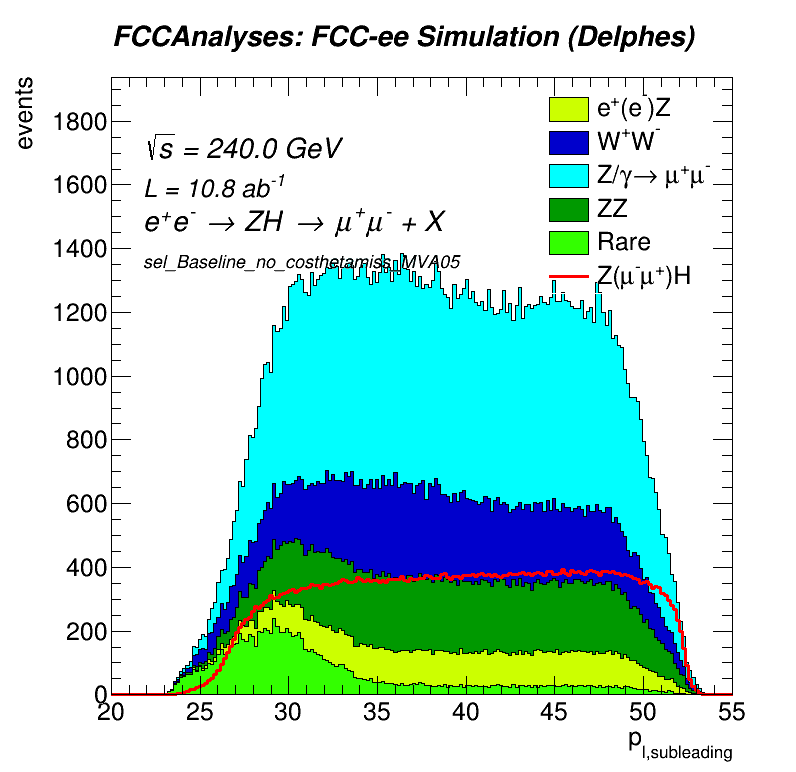 FCCAnalyses: FCC-ee Simulation (Delphes)
events
√s = 240.0 GeV
L = 10.8 ab⁻¹
e⁺e⁻ → ZH → μ⁺μ⁻ + X
sel_Baseline_no_costhetamiss_MVA05
e⁺(e⁻)Z
W⁺W⁻
Z/γ→ μ⁺μ⁻
ZZ
Rare
Z(μ⁻μ⁺)H
1800
1600
1400
1200
1000
800
600
400
200
0
20 25 30 35 40 45 50 55
p_l,subleading